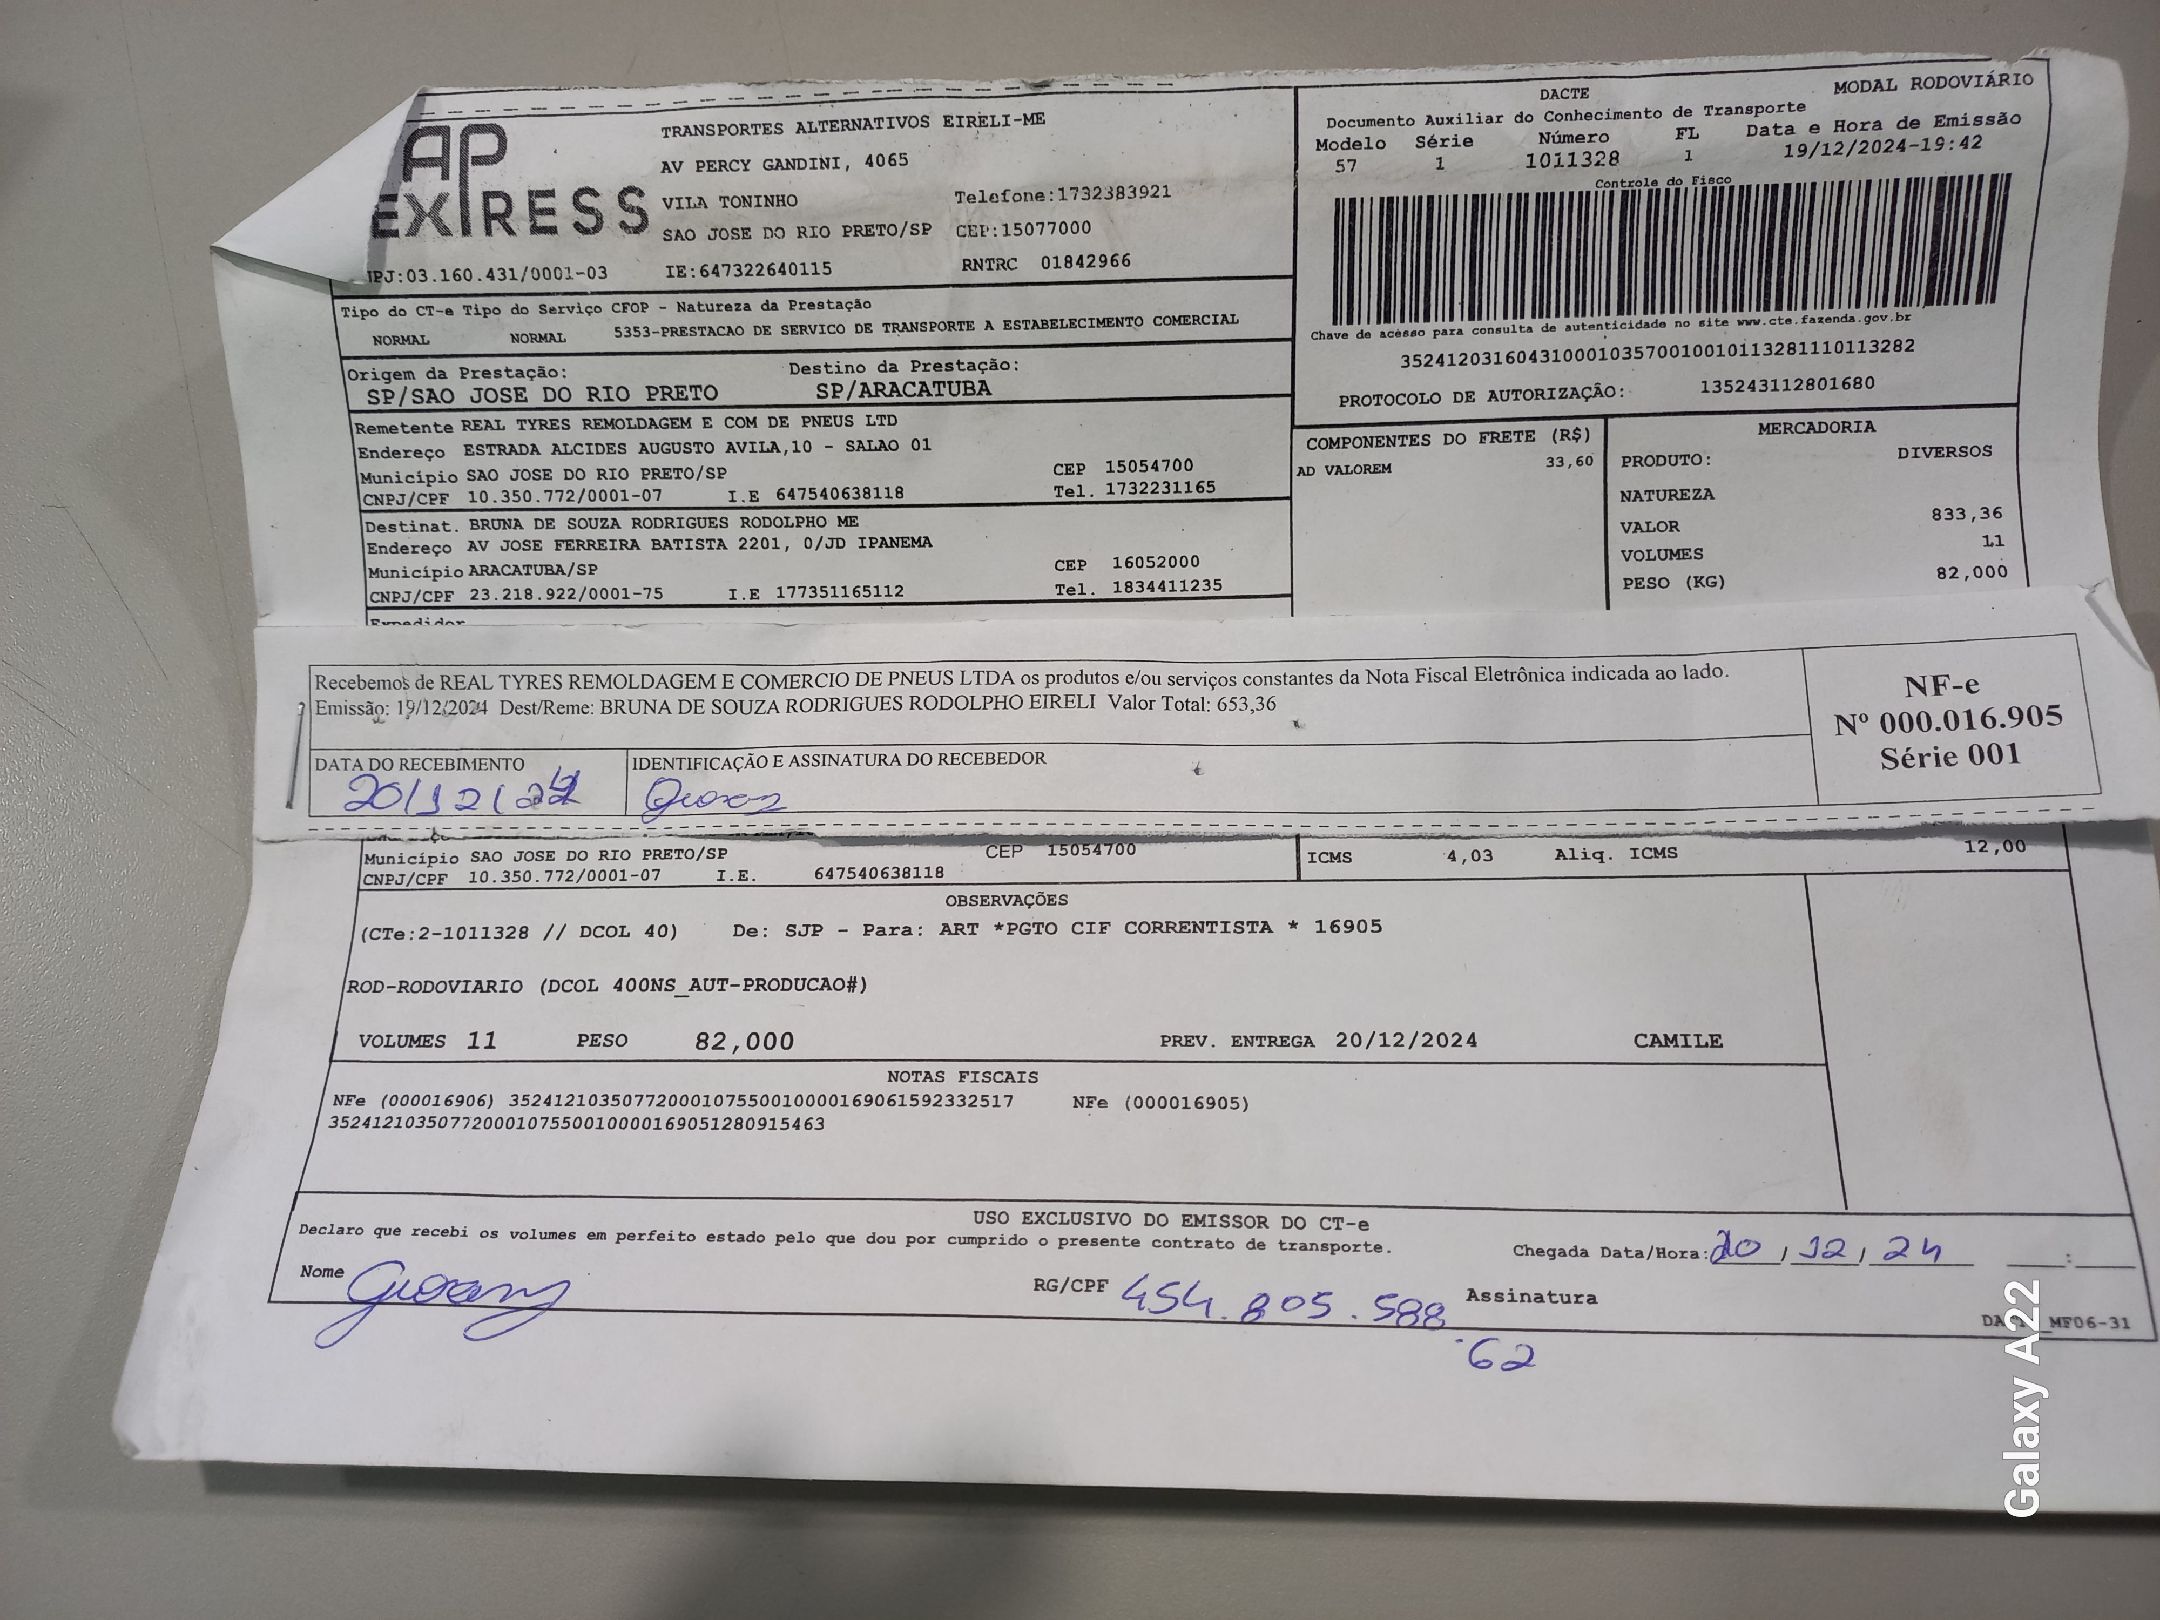 AP
EXPRESS
TRANSPORTES ALTERNATIVOS EIRELI-ME
AV PERCY GANDINI, 4065
VILA TONINHO Telefone:1732383921
SAO JOSE DO RIO PRETO/SP CEP:15077000
NPJ:03.160.431/0001-03 IE:647322640115 RNTRC 01842966
DACTE MODAL RODOVIÁRIO
Documento Auxiliar do Conhecimento de Transporte
Modelo Série Número FL Data e Hora de Emissão
57 1 1011328 1 19/12/2024-19:42
Controle do Fisco
Chave de acesso para consulta de autenticidade no site www.cte.fazenda.gov.br
35241203160431000103570010010113281110113282
PROTOCOLO DE AUTORIZAÇÃO: 135243112801680
Tipo do CT-e Tipo do Serviço CFOP - Natureza da Prestação
NORMAL NORMAL 5353-PRESTACAO DE SERVICO DE TRANSPORTE A ESTABELECIMENTO COMERCIAL
Origem da Prestação: Destino da Prestação:
SP/SAO JOSE DO RIO PRETO SP/ARACATUBA
Remetente REAL TYRES REMOLDAGEM E COM DE PNEUS LTD
Endereço ESTRADA ALCIDES AUGUSTO AVILA,10 - SALAO 01
Município SAO JOSE DO RIO PRETO/SP CEP 15054700
CNPJ/CPF 10.350.772/0001-07 I.E 647540638118 Tel. 1732231165
Destinat. BRUNA DE SOUZA RODRIGUES RODOLPHO ME
Endereço AV JOSE FERREIRA BATISTA 2201, 0/JD IPANEMA
Município ARACATUBA/SP CEP 16052000
CNPJ/CPF 23.218.922/0001-75 I.E 177351165112 Tel. 1834411235
Expedidor
COMPONENTES DO FRETE (R$)
AD VALOREM 33,60
MERCADORIA
PRODUTO: DIVERSOS
NATUREZA
VALOR 833,36
VOLUMES 11
PESO (KG) 82,000
Recebemos de REAL TYRES REMOLDAGEM E COMERCIO DE PNEUS LTDA os produtos e/ou serviços constantes da Nota Fiscal Eletrônica indicada ao lado.
Emissão: 19/12/2024 Dest/Reme: BRUNA DE SOUZA RODRIGUES RODOLPHO EIRELI Valor Total: 653,36
DATA DO RECEBIMENTO IDENTIFICAÇÃO E ASSINATURA DO RECEBEDOR
20/12/24
NF-e
Nº 000.016.905
Série 001
Município SAO JOSE DO RIO PRETO/SP CEP 15054700
CNPJ/CPF 10.350.772/0001-07 I.E. 647540638118
ICMS 4,03 Aliq. ICMS 12,00
OBSERVAÇÕES
(CTe:2-1011328 // DCOL 40) De: SJP - Para: ART *PGTO CIF CORRENTISTA * 16905
ROD-RODOVIARIO (DCOL 400NS_AUT-PRODUCAO#)
VOLUMES 11 PESO 82,000 PREV. ENTREGA 20/12/2024 CAMILE
NOTAS FISCAIS
NFe (000016906) 35241210350772000107550010000169061592332517 NFe (000016905)
35241210350772000107550010000169051280915463
USO EXCLUSIVO DO EMISSOR DO CT-e
Declaro que recebi os volumes em perfeito estado pelo que dou por cumprido o presente contrato de transporte.
Chegada Data/Hora: 20/12/24 :
Nome RG/CPF 454.805.588 Assinatura
-62
MF06-31
Galaxy A22